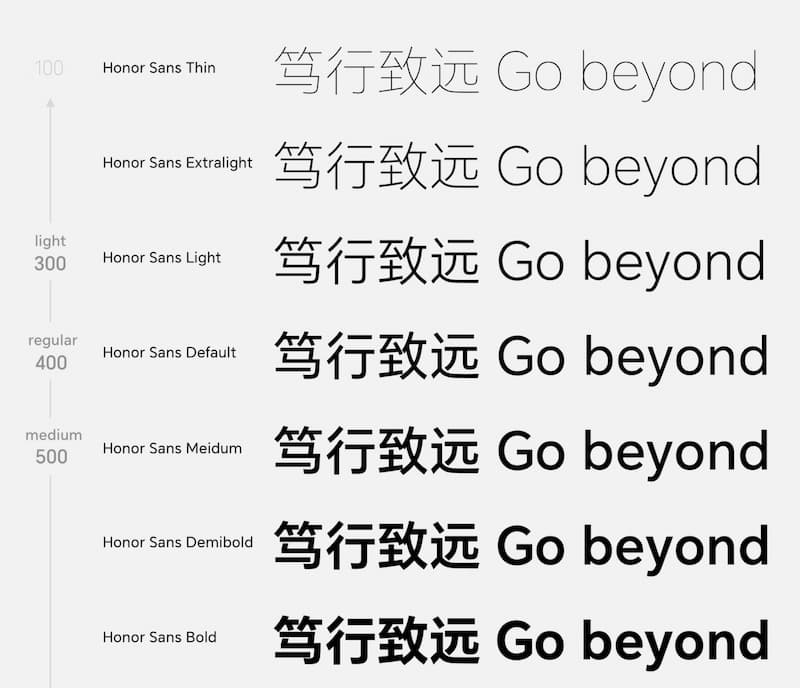 100 Honor Sans Thin 笃行致远 Go beyond
Honor Sans Extralight 笃行致远 Go beyond
light
300 Honor Sans Light 笃行致远 Go beyond
regular
400 Honor Sans Default 笃行致远 Go beyond
medium
500 Honor Sans Meidum 笃行致远 Go beyond
Honor Sans Demibold 笃行致远 Go beyond
Honor Sans Bold 笃行致远 Go beyond